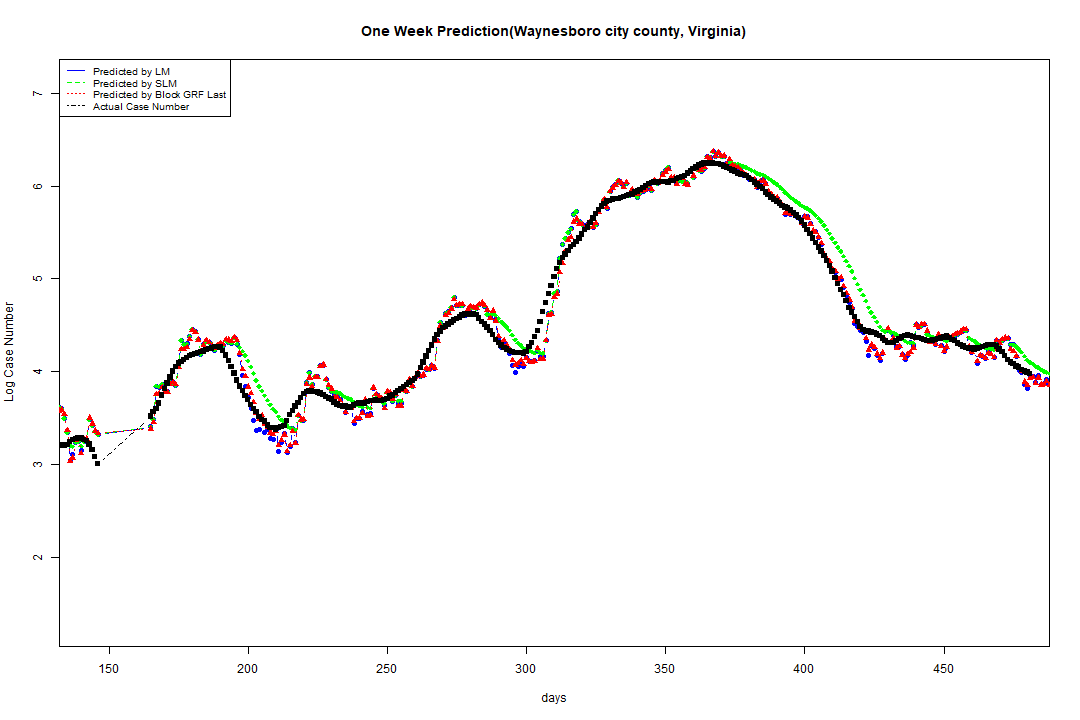 One Week Prediction(Waynesboro city county, Virginia)
Predicted by LM
Predicted by SLM
Predicted by Block GRF Last
Actual Case Number
7
6
5
4
3
2
Log Case Number
150 200 250 300 350 400 450
days